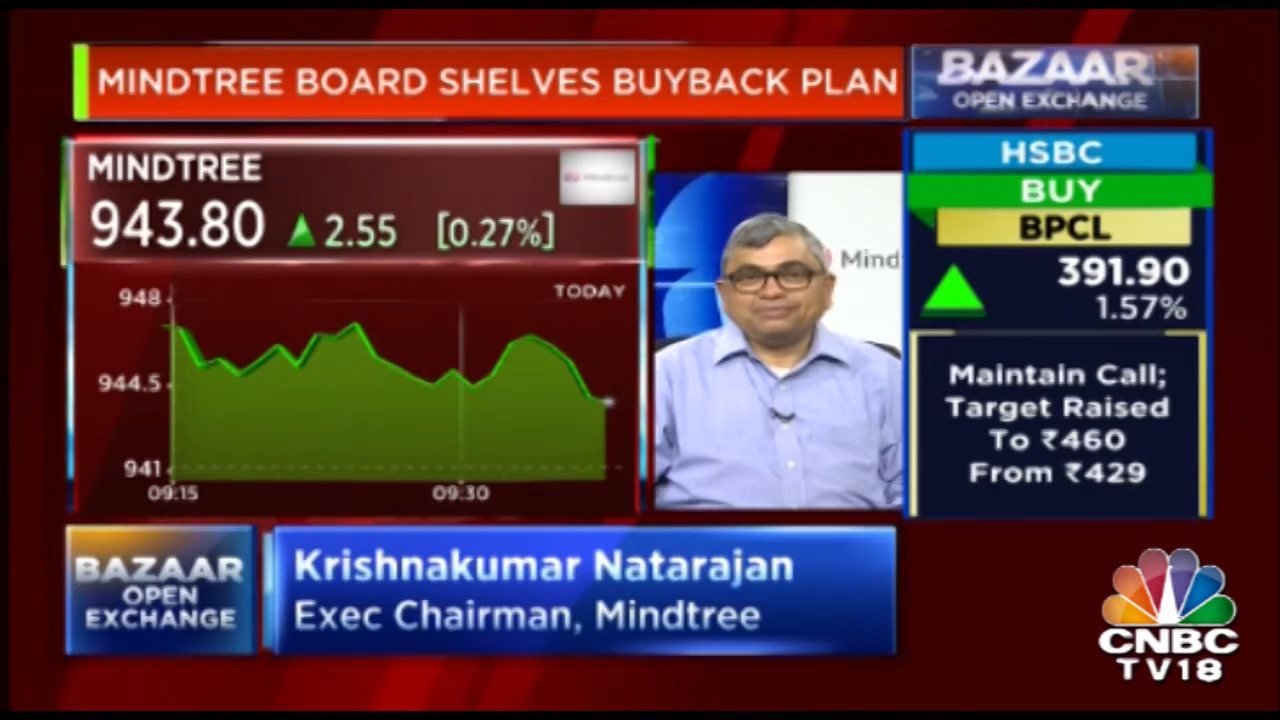 MINDTREE BOARD SHELVES BUYBACK PLAN
BAZAAR
OPEN EXCHANGE
MINDTREE
943.80 ▲ 2.55 [0.27%]
TODAY
948
944.5
941
09:15 09:30
Mind
HSBC
BUY
BPCL
391.90
1.57%
Maintain Call;
Target Raised
To ₹460
From ₹429
BAZAAR
OPEN
EXCHANGE
Krishnakumar Natarajan
Exec Chairman, Mindtree
CNBC
TV18